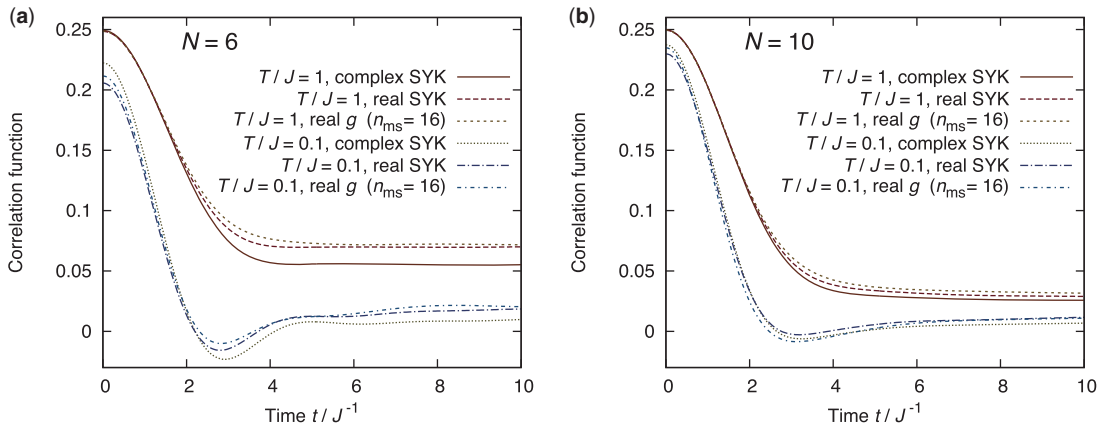 (a)
N = 6
0.25
0.2
0.15
0.1
0.05
0
Correlation function
T / J = 1, complex SYK
T / J = 1, real SYK
T / J = 1, real g (nms= 16)
T / J = 0.1, complex SYK
T / J = 0.1, real SYK
T / J = 0.1, real g (nms= 16)
0 2 4 6 8 10
Time t / J -1
(b)
N = 10
0.25
0.2
0.15
0.1
0.05
0
Correlation function
T / J = 1, complex SYK
T / J = 1, real SYK
T / J = 1, real g (nms= 16)
T / J = 0.1, complex SYK
T / J = 0.1, real SYK
T / J = 0.1, real g (nms= 16)
0 2 4 6 8 10
Time t / J -1